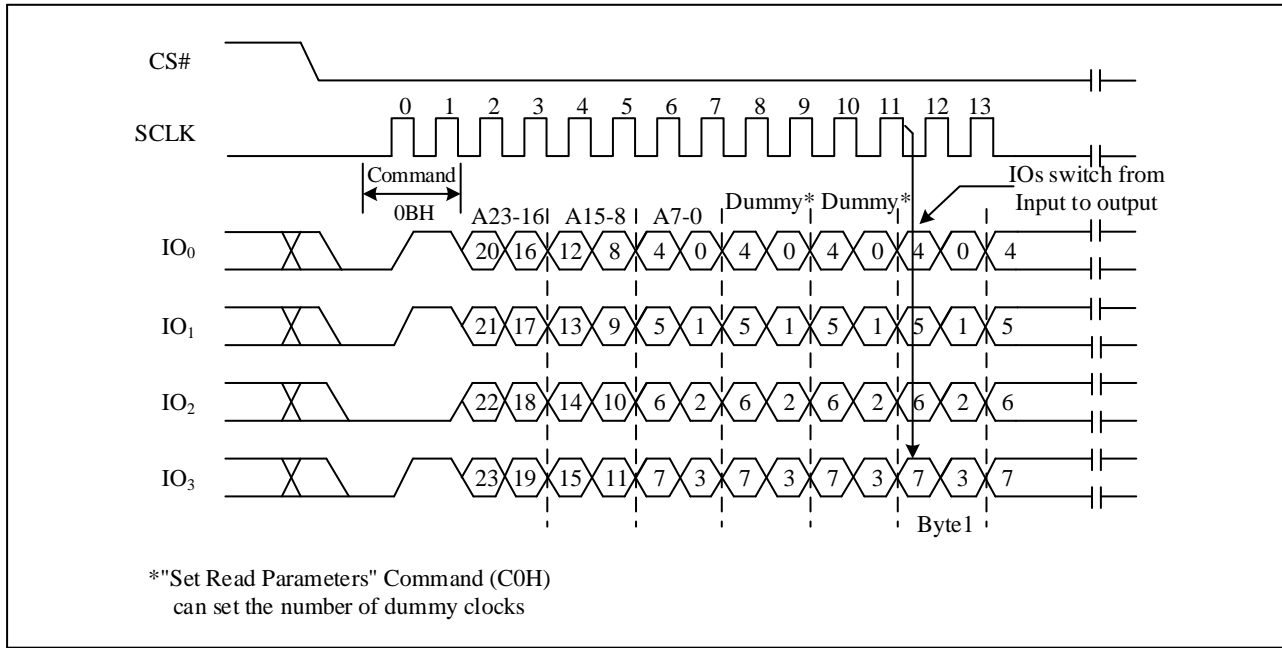 CS#
0 1 2 3 4 5 6 7 8 9 10 11 12 13
SCLK
Command
0BH
IOs switch from
Input to output
A23-16 A15-8 A7-0 Dummy* Dummy*
IO0 20 16 12 8 4 0 4 0 4 0 4 0 4
IO1 21 17 13 9 5 1 5 1 5 1 5 1 5
IO2 22 18 14 10 6 2 6 2 6 2 6 2 6
IO3 23 19 15 11 7 3 7 3 7 3 7 3 7
Byte1
*"Set Read Parameters" Command (C0H)
can set the number of dummy clocks